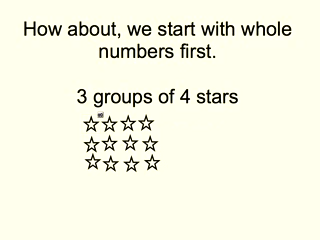 How about, we start with whole
numbers first.
3 groups of 4 stars